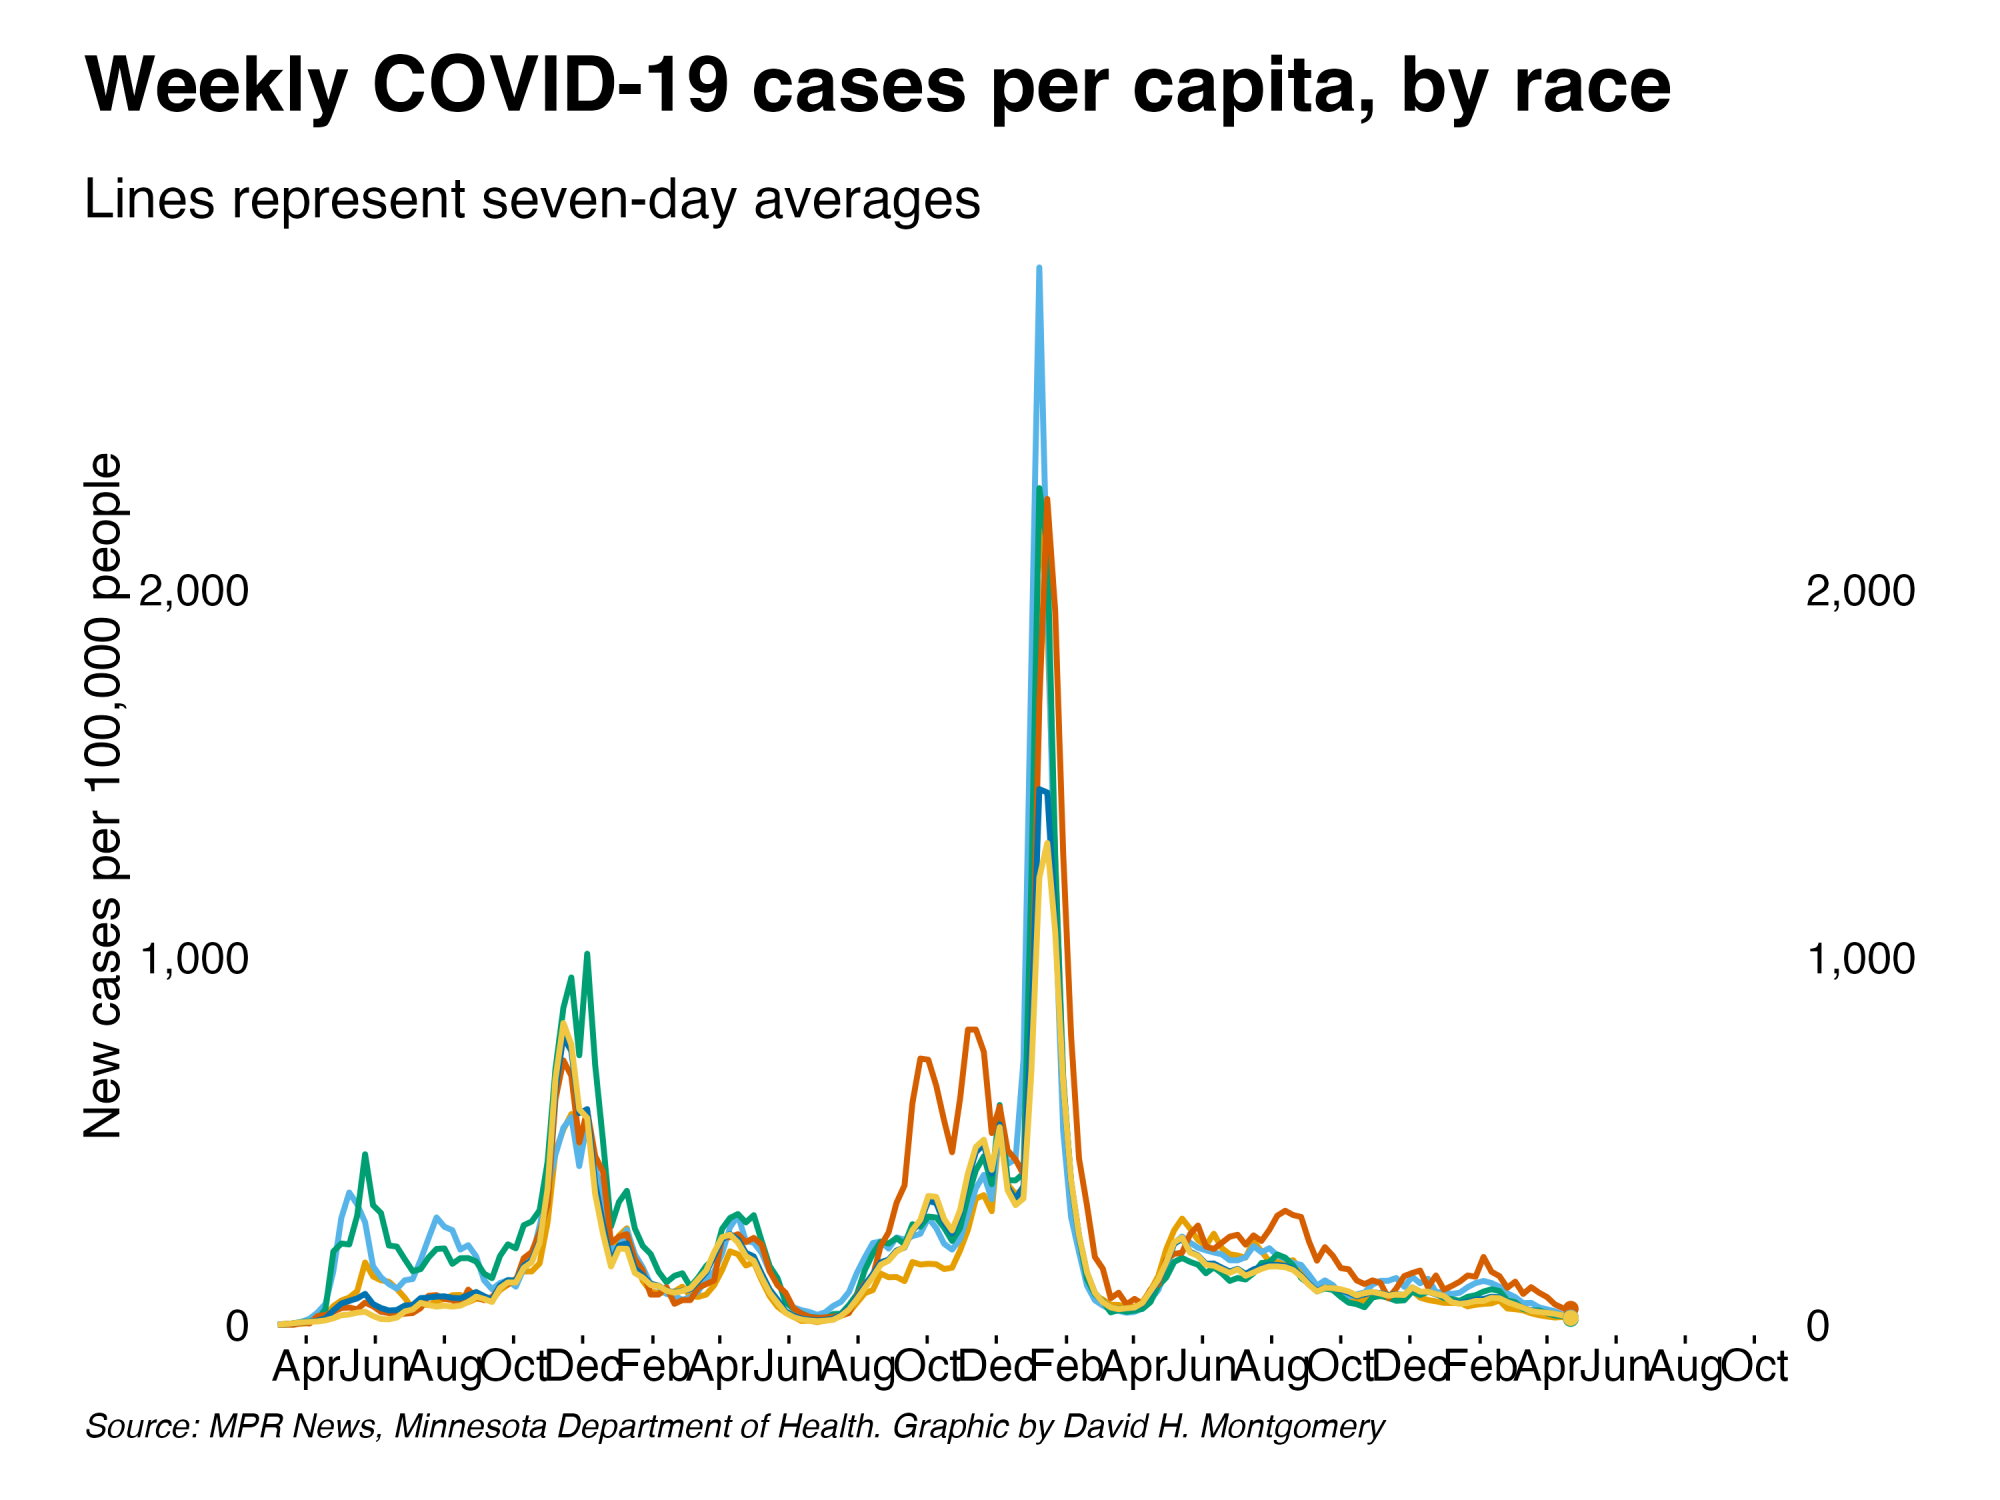 Weekly COVID-19 cases per capita, by race
Lines represent seven-day averages
New cases per 100,000 people
2,000 2,000
1,000 1,000
0 0
Apr Jun Aug Oct Dec Feb Apr Jun Aug Oct Dec Feb Apr Jun Aug Oct Dec Feb Apr Jun Aug Oct
Source: MPR News, Minnesota Department of Health. Graphic by David H. Montgomery